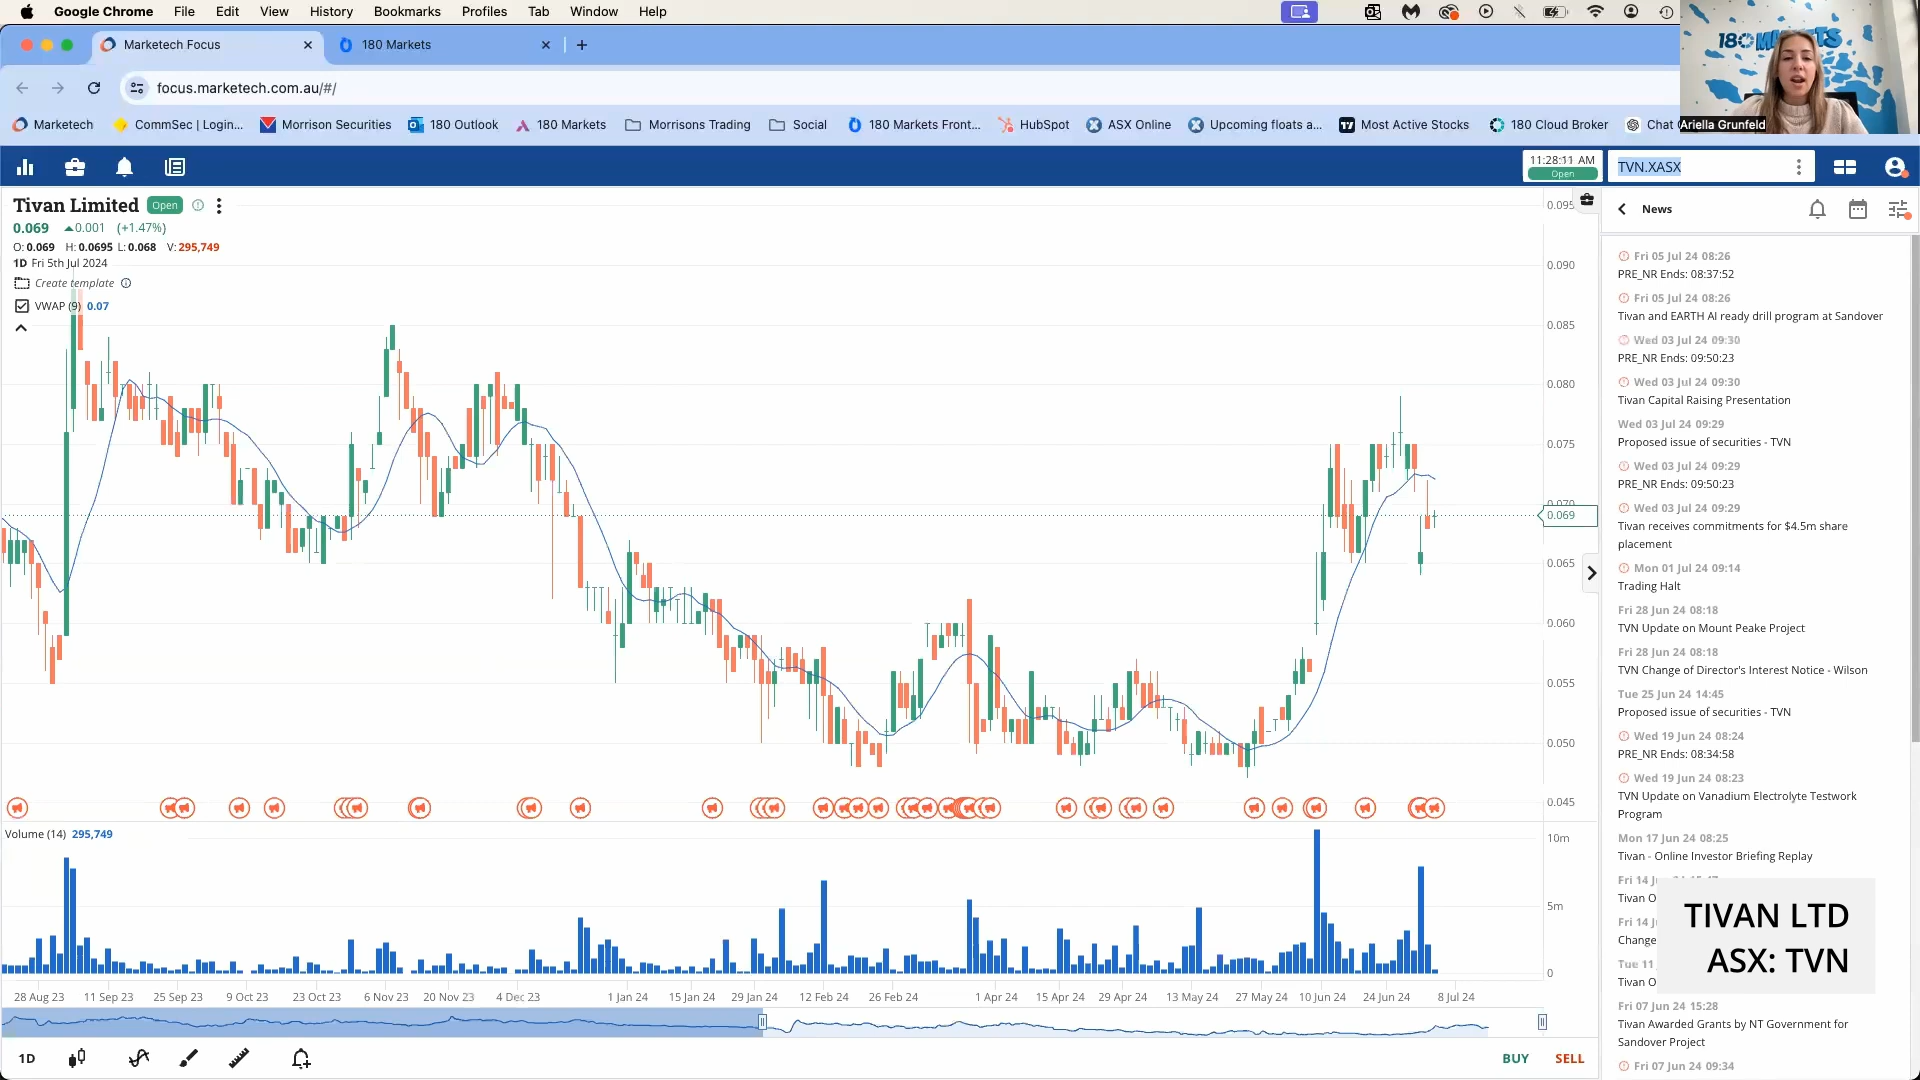 Google Chrome File Edit View History Bookmarks Profiles Tab Window Help
Marketech Focus
180 Markets
focus.marketech.com.au/#/
Marketech
CommSec | Login...
Morrison Securities
180 Outlook
180 Markets
Morrisons Trading
Social
180 Markets Front...
HubSpot
ASX Online
Upcoming floats a...
Most Active Stocks
180 Cloud Broker
Chat
Ariella Grunfeld
11:28:11 AM
Open
TVN.XASX
Tivan Limited Open
0.069 0.001 (+1.47%)
O: 0.069 H: 0.0695 L: 0.068 V: 295,749
1D Fri 5th Jul 2024
Create template
VWAP (9) 0.07
0.095
0.090
0.085
0.080
0.075
0.070
0.069
0.065
0.060
0.055
0.050
0.045
Volume (14) 295,749
10m
5m
0
28 Aug 23
11 Sep 23
25 Sep 23
9 Oct 23
23 Oct 23
6 Nov 23
20 Nov 23
4 Dec 23
1 Jan 24
15 Jan 24
29 Jan 24
12 Feb 24
26 Feb 24
1 Apr 24
15 Apr 24
29 Apr 24
13 May 24
27 May 24
10 Jun 24
24 Jun 24
8 Jul 24
1D
BUY
SELL
News
Fri 05 Jul 24 08:26
PRE_NR Ends: 08:37:52
Fri 05 Jul 24 08:26
Tivan and EARTH AI ready drill program at Sandover
Wed 03 Jul 24 09:30
PRE_NR Ends: 09:50:23
Wed 03 Jul 24 09:30
Tivan Capital Raising Presentation
Wed 03 Jul 24 09:29
Proposed issue of securities - TVN
Wed 03 Jul 24 09:29
PRE_NR Ends: 09:50:23
Wed 03 Jul 24 09:29
Tivan receives commitments for $4.5m share
placement
Mon 01 Jul 24 09:14
Trading Halt
Fri 28 Jun 24 08:18
TVN Update on Mount Peake Project
Fri 28 Jun 24 08:18
TVN Change of Director's Interest Notice - Wilson
Tue 25 Jun 24 14:45
Proposed issue of securities - TVN
Wed 19 Jun 24 08:24
PRE_NR Ends: 08:34:58
Wed 19 Jun 24 08:23
TVN Update on Vanadium Electrolyte Testwork
Program
Mon 17 Jun 24 08:25
Tivan - Online Investor Briefing Replay
Fri 14
Tivan
Fri 14
Change
Tue 11
Tivan
Fri 07 Jun 24 15:28
Tivan Awarded Grants by NT Government for
Sandover Project
Fri 07 Jun 24 09:34
TIVAN LTD
ASX: TVN